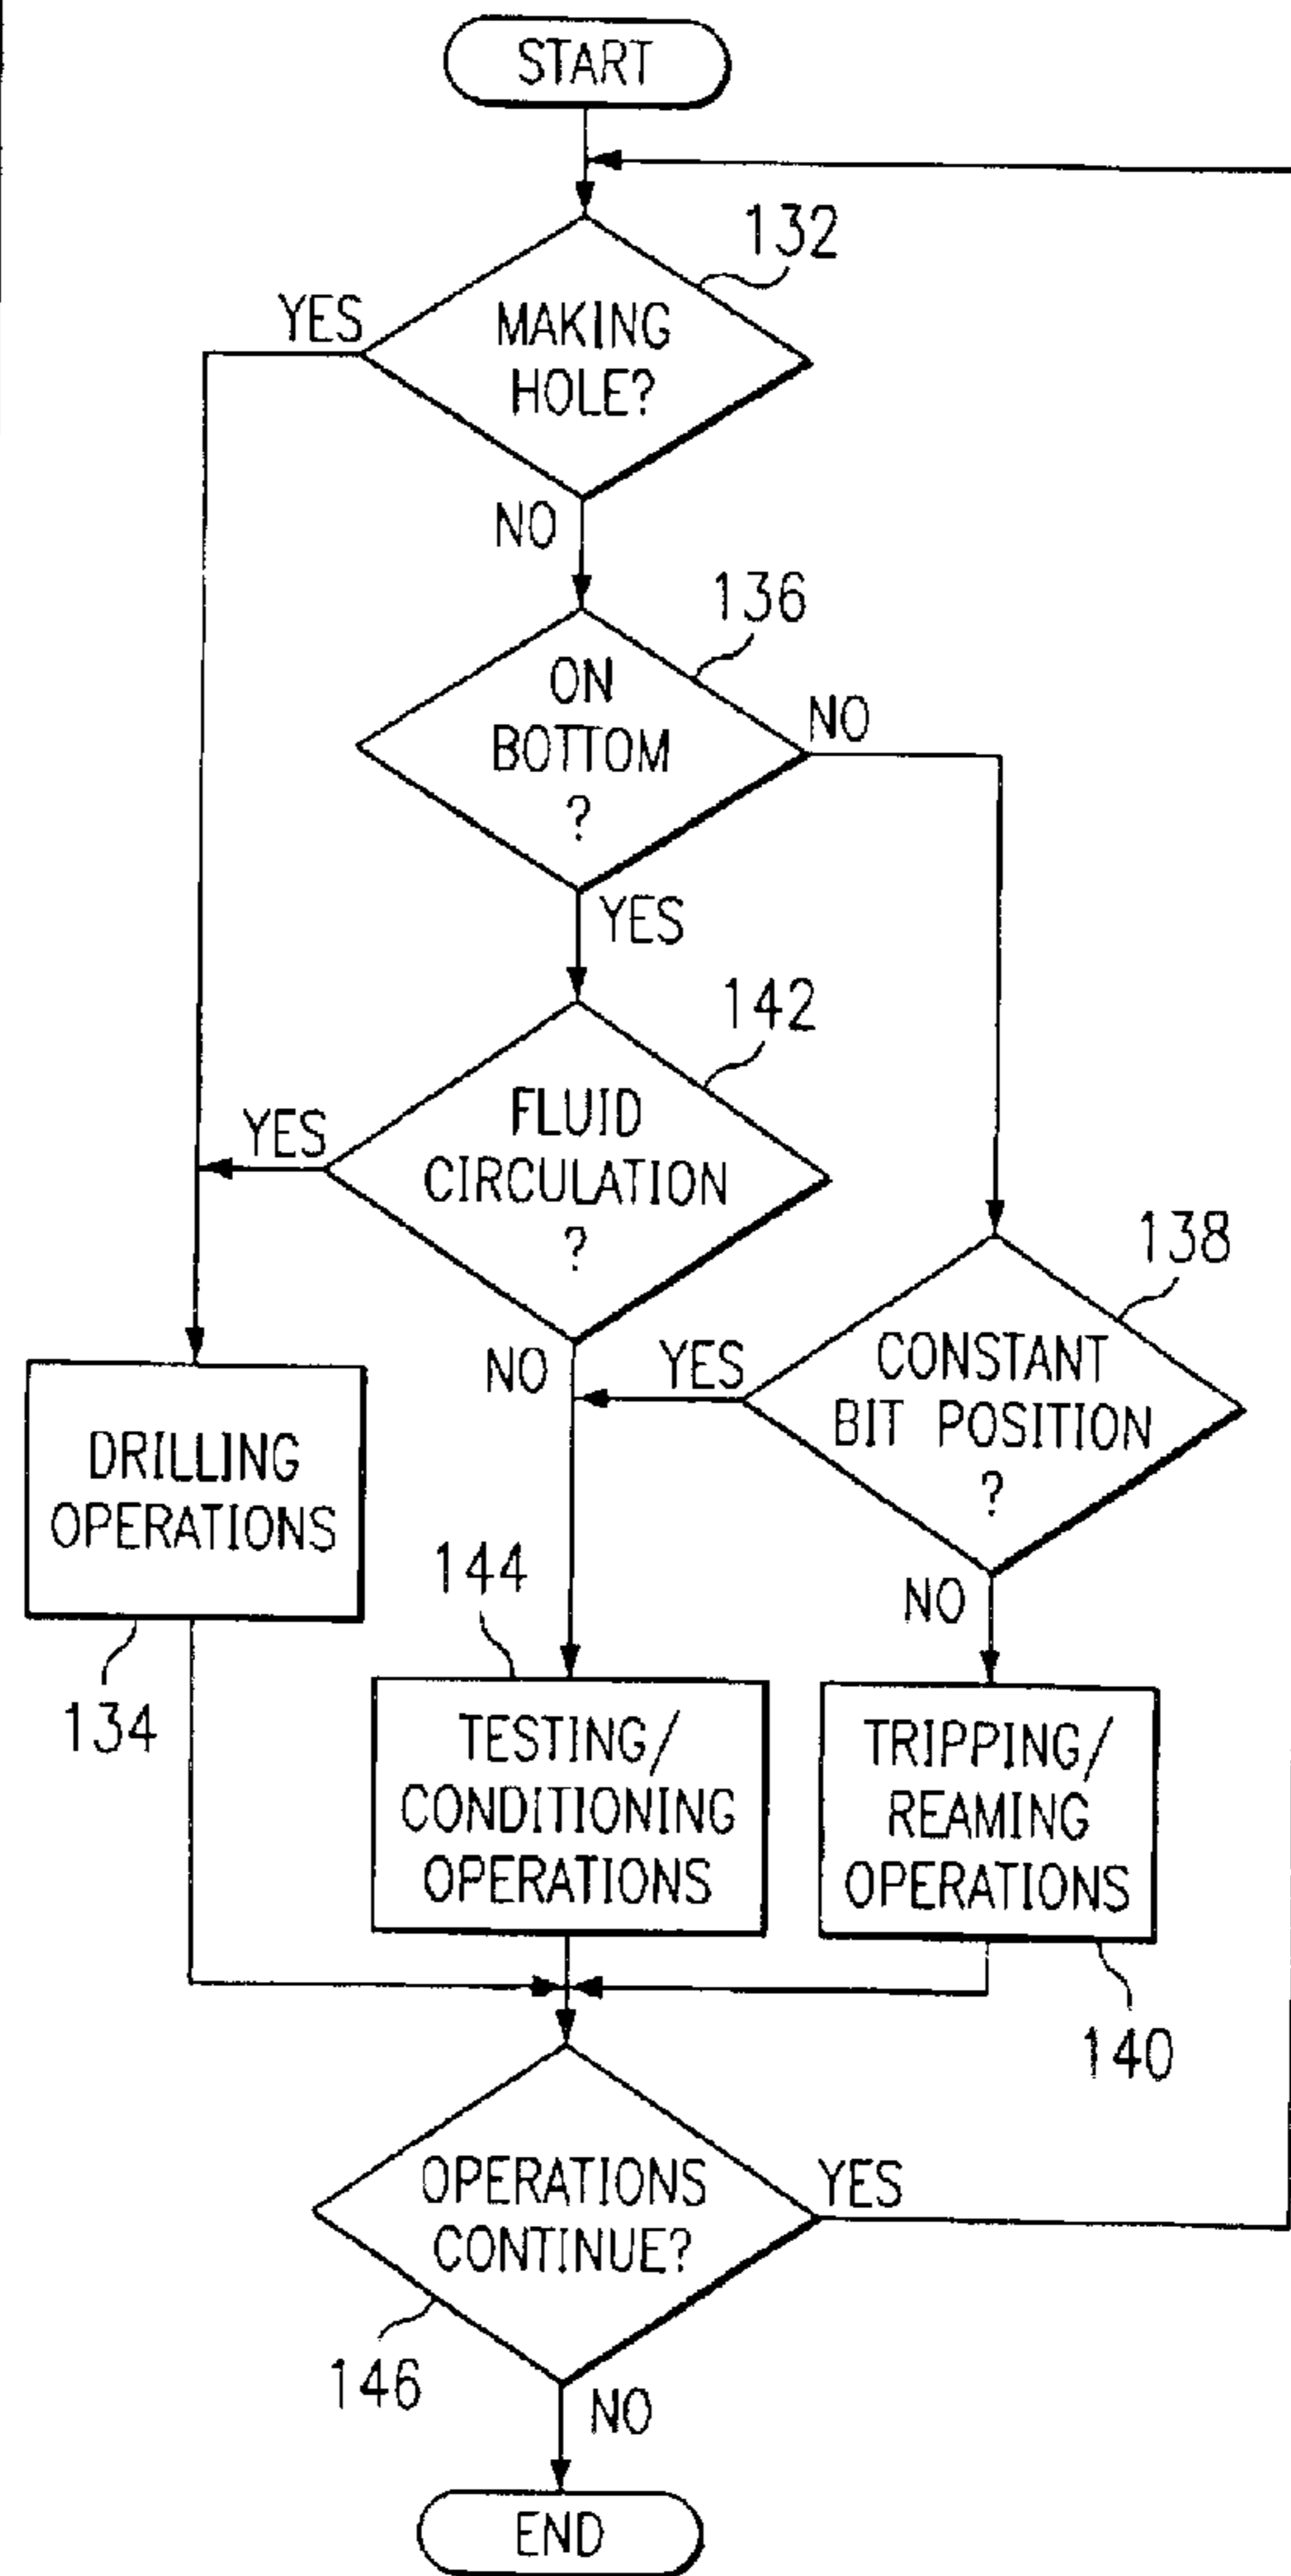 START
132
YES
MAKING
HOLE?
NO
136
ON
BOTTOM
?
NO
YES
142
FLUID
CIRCULATION
?
YES
NO
138
CONSTANT
BIT POSITION
?
YES
NO
DRILLING
OPERATIONS
134
144
TESTING/
CONDITIONING
OPERATIONS
TRIPPING/
REAMING
OPERATIONS
140
OPERATIONS
CONTINUE?
YES
146
NO
END